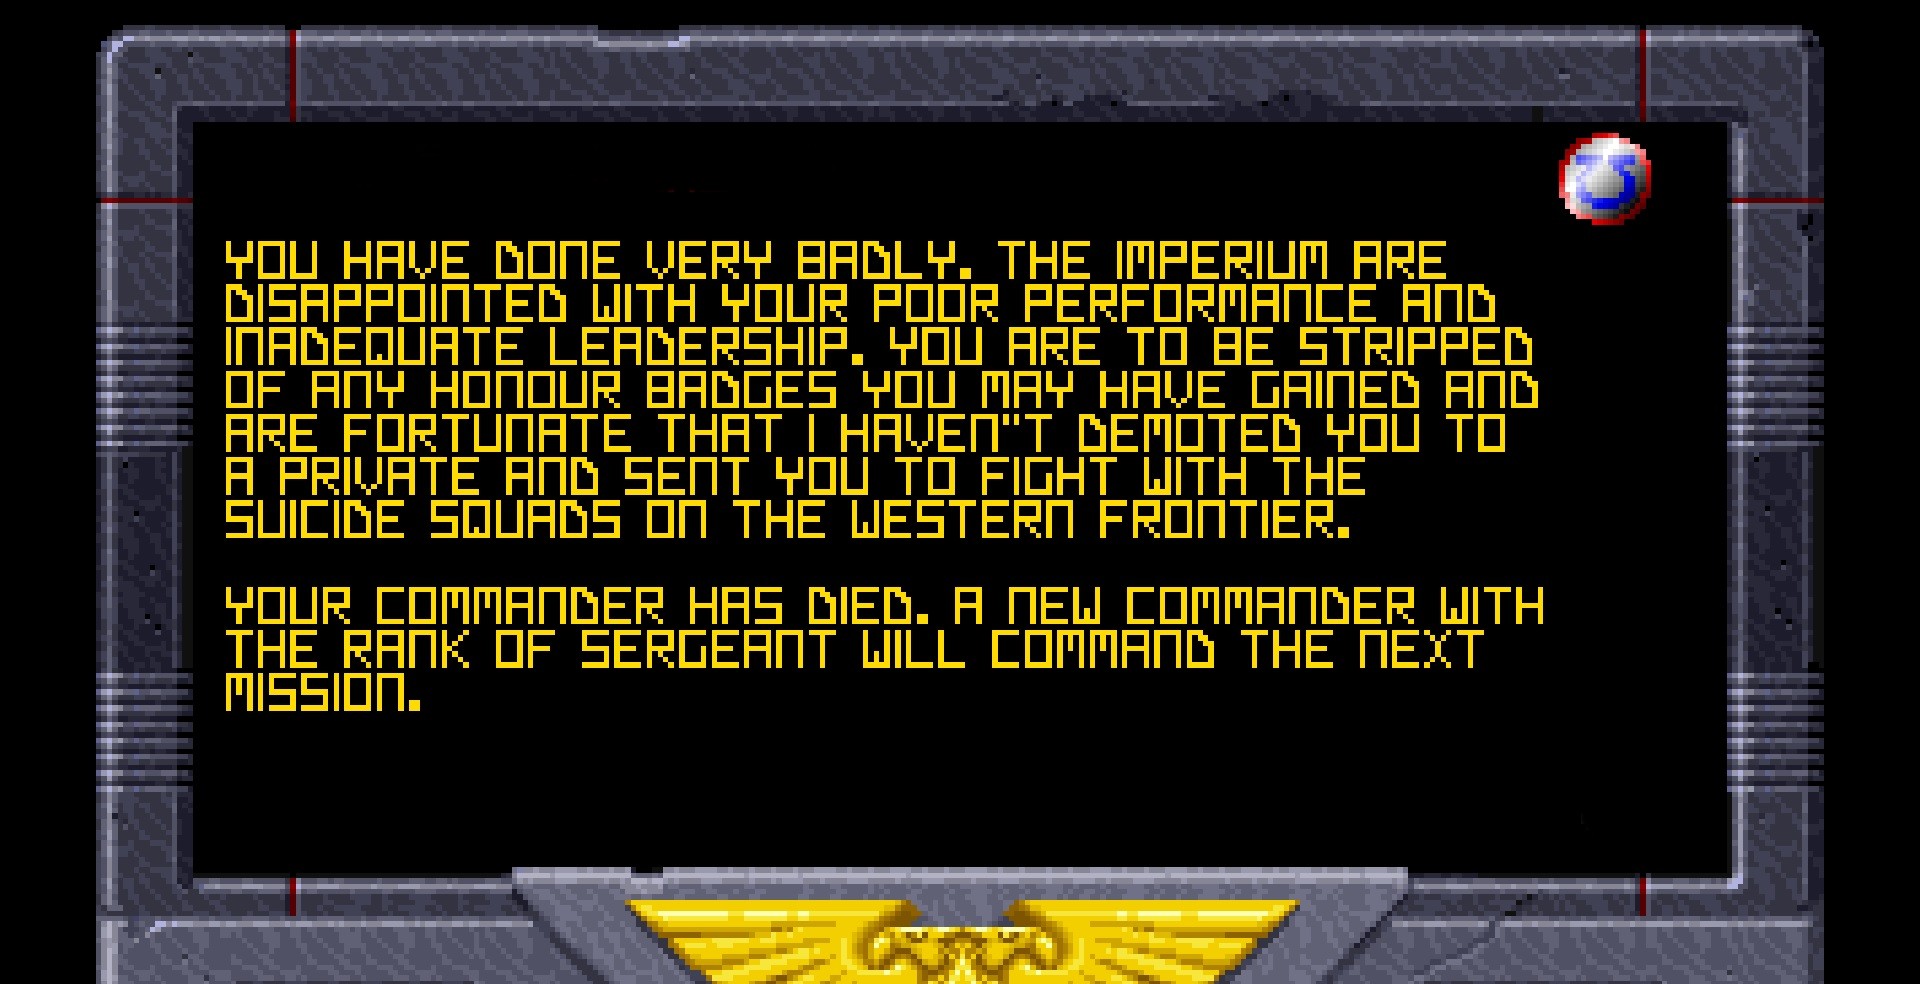 YOU HAVE DONE VERY BADLY. THE IMPERIUM ARE
DISAPPOINTED WITH YOUR POOR PERFORMANCE AND
INADEQUATE LEADERSHIP. YOU ARE TO BE STRIPPED
OF ANY HONOUR BADGES YOU MAY HAVE GAINED AND
ARE FORTUNATE THAT I HAVEN"T DEMOTED YOU TO
A PRIVATE AND SENT YOU TO FIGHT WITH THE
SUICIDE SQUADS ON THE WESTERN FRONTIER.
YOUR COMMANDER HAS DIED. A NEW COMMANDER WITH
THE RANK OF SERGEANT WILL COMMAND THE NEXT
MISSION.